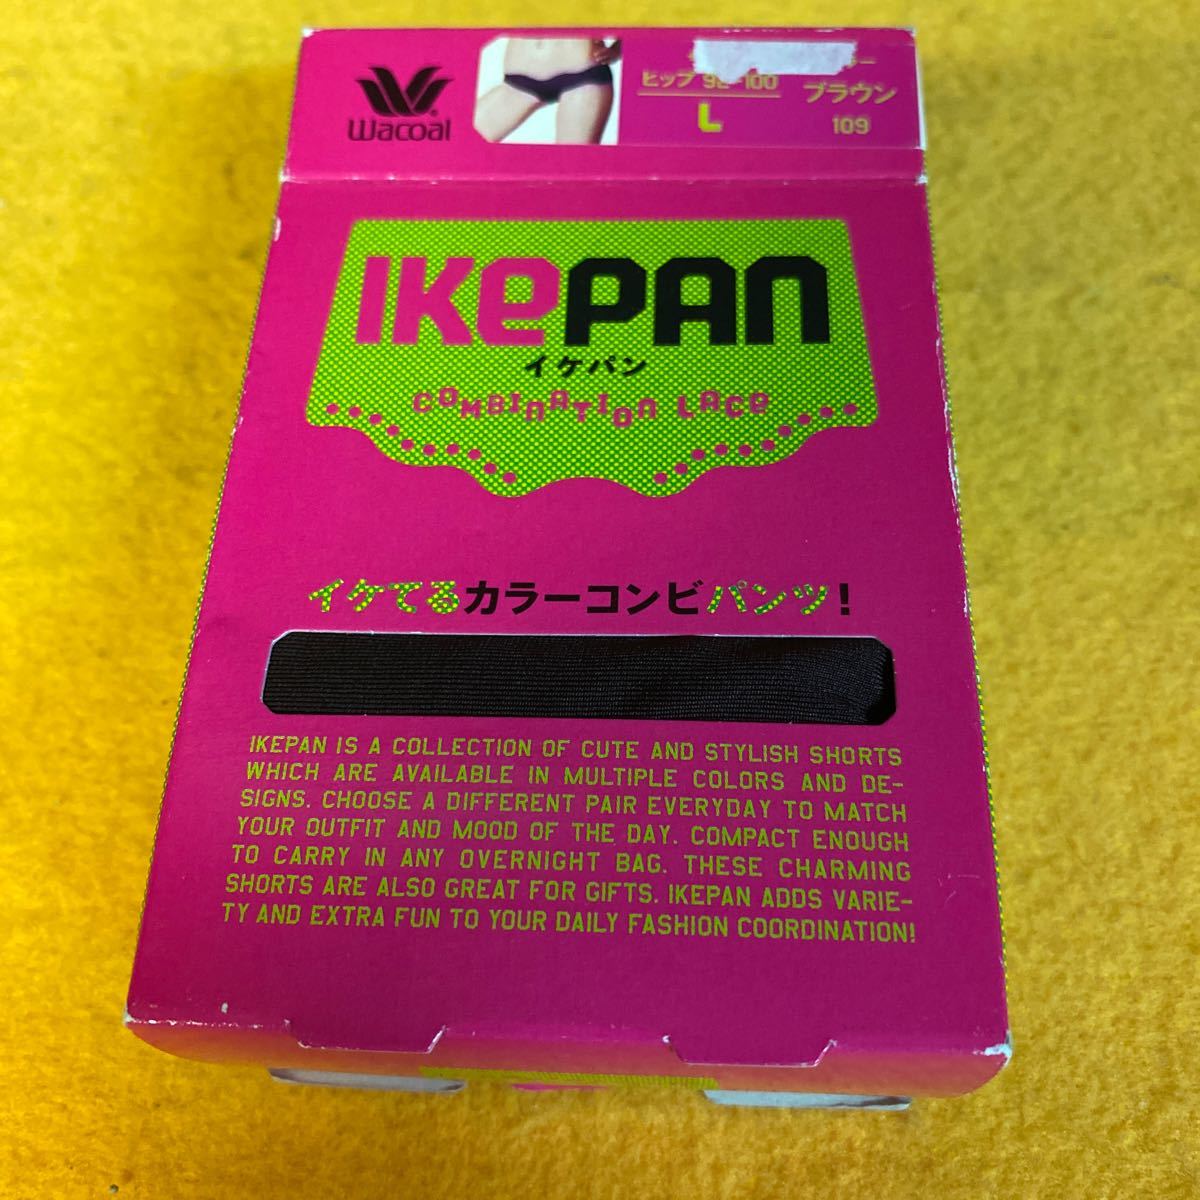 Wacoal
ヒップ 92-100
L
ブラウン
109
IKEPAN
イケパン
COMBINATION LACE
イケてるカラーコンビパンツ!
IKEPAN IS A COLLECTION OF CUTE AND STYLISH SHORTS
WHICH ARE AVAILABLE IN MULTIPLE COLORS AND DE-
SIGNS. CHOOSE A DIFFERENT PAIR EVERYDAY TO MATCH
YOUR OUTFIT AND MOOD OF THE DAY. COMPACT ENOUGH
TO CARRY IN ANY OVERNIGHT BAG. THESE CHARMING
SHORTS ARE ALSO GREAT FOR GIFTS. IKEPAN ADDS VARIE-
TY AND EXTRA FUN TO YOUR DAILY FASHION COORDINATION!